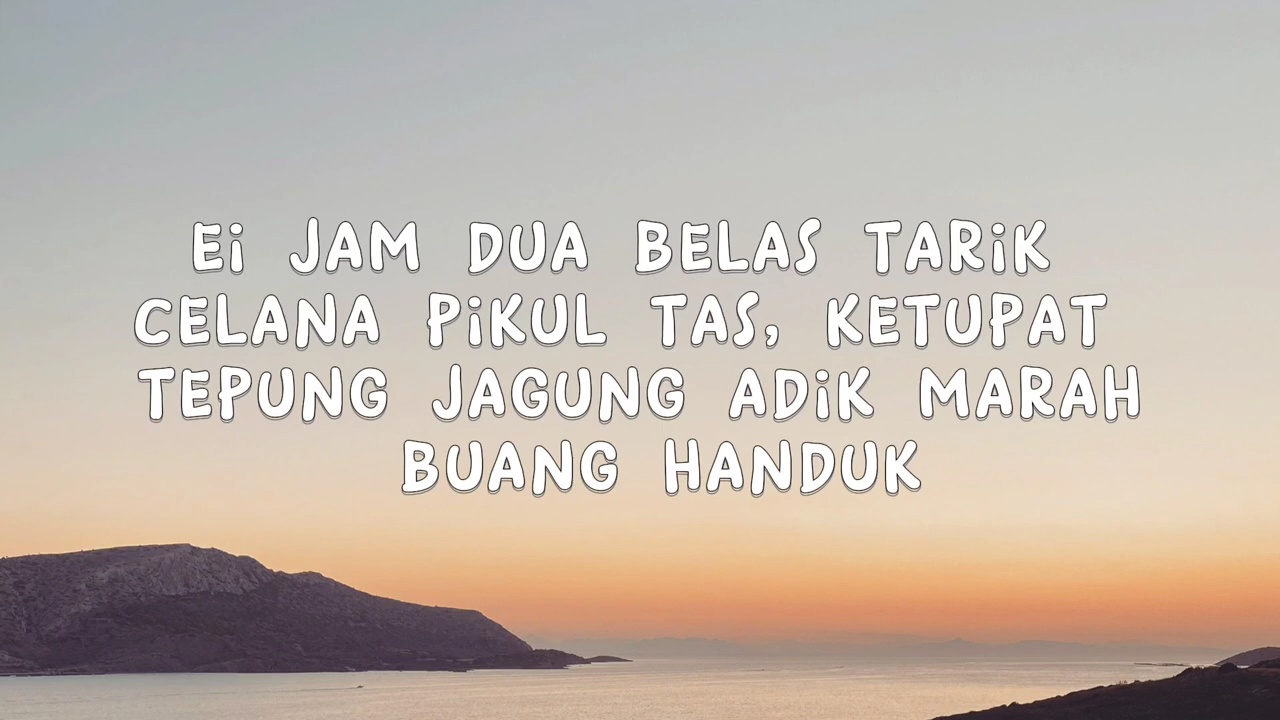 Ei JAM DUA BELAS TARiK
CELANA PiKUL TAS, KETUPAT
TEPUNG JAGUNG ADiK MARAH
BUANG HANDUK